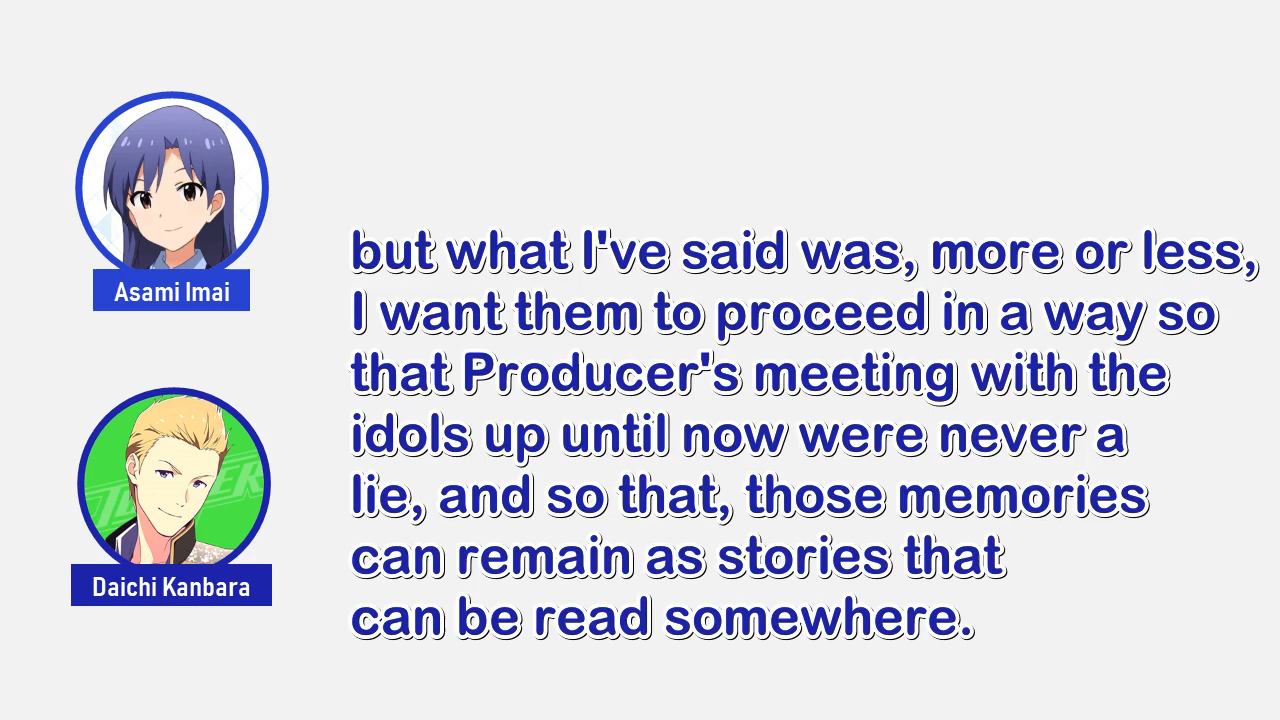 Asami Imai
but what I've said was, more or less,
I want them to proceed in a way so
that Producer's meeting with the
idols up until now were never a
lie, and so that, those memories
can remain as stories that
can be read somewhere.
Daichi Kanbara